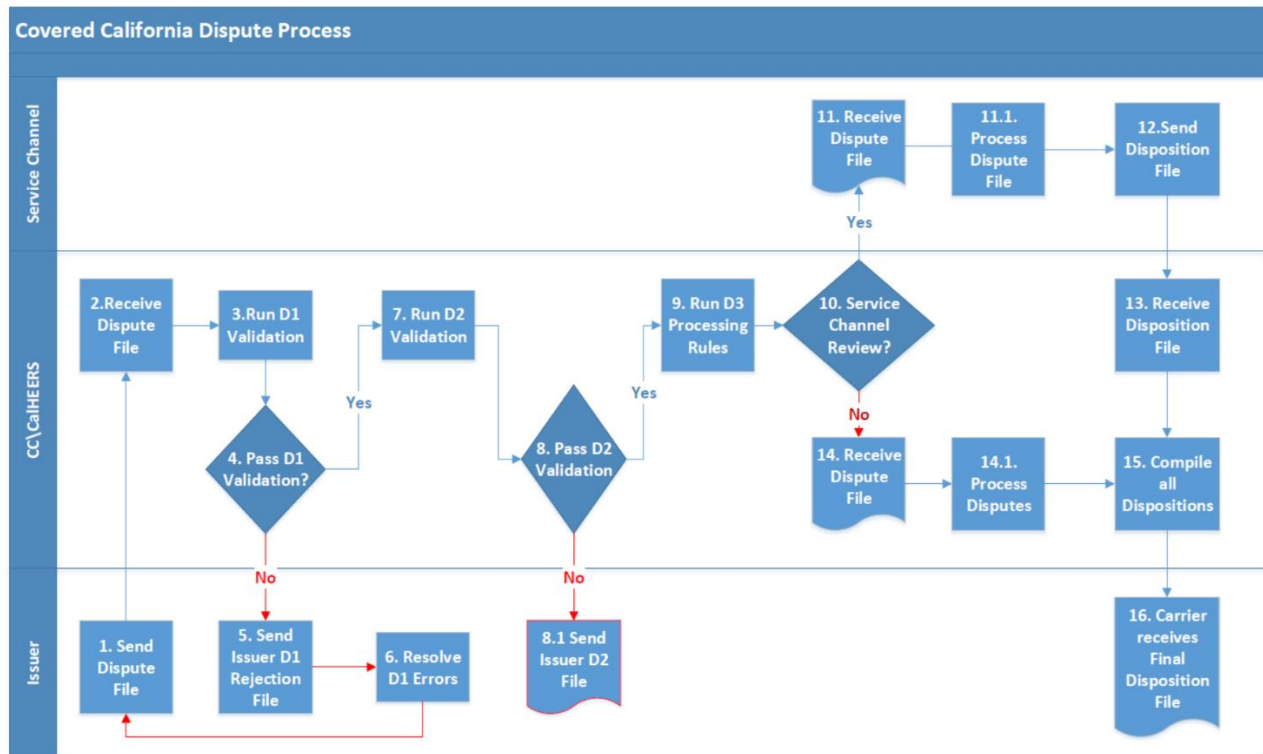 Covered California Dispute Process
Service Channel
11. Receive
Dispute
File
11.1.
Process
Dispute
File
12.Send
Disposition
File
Yes
CC\CalHEERS
2.Receive
Dispute
File
3.Run D1
Validation
7. Run D2
Validation
9. Run D3
Processing
Rules
10. Service
Channel
Review?
13. Receive
Disposition
File
Yes
Yes
No
4. Pass D1
Validation?
8. Pass D2
Validation
14. Receive
Dispute
File
14.1.
Process
Disputes
15. Compile
all
Dispositions
No
No
Issuer
1. Send
Dispute
File
5. Send
Issuer D1
Rejection
File
6. Resolve
D1 Errors
8.1 Send
Issuer D2
File
16. Carrier
receives
Final
Disposition
File